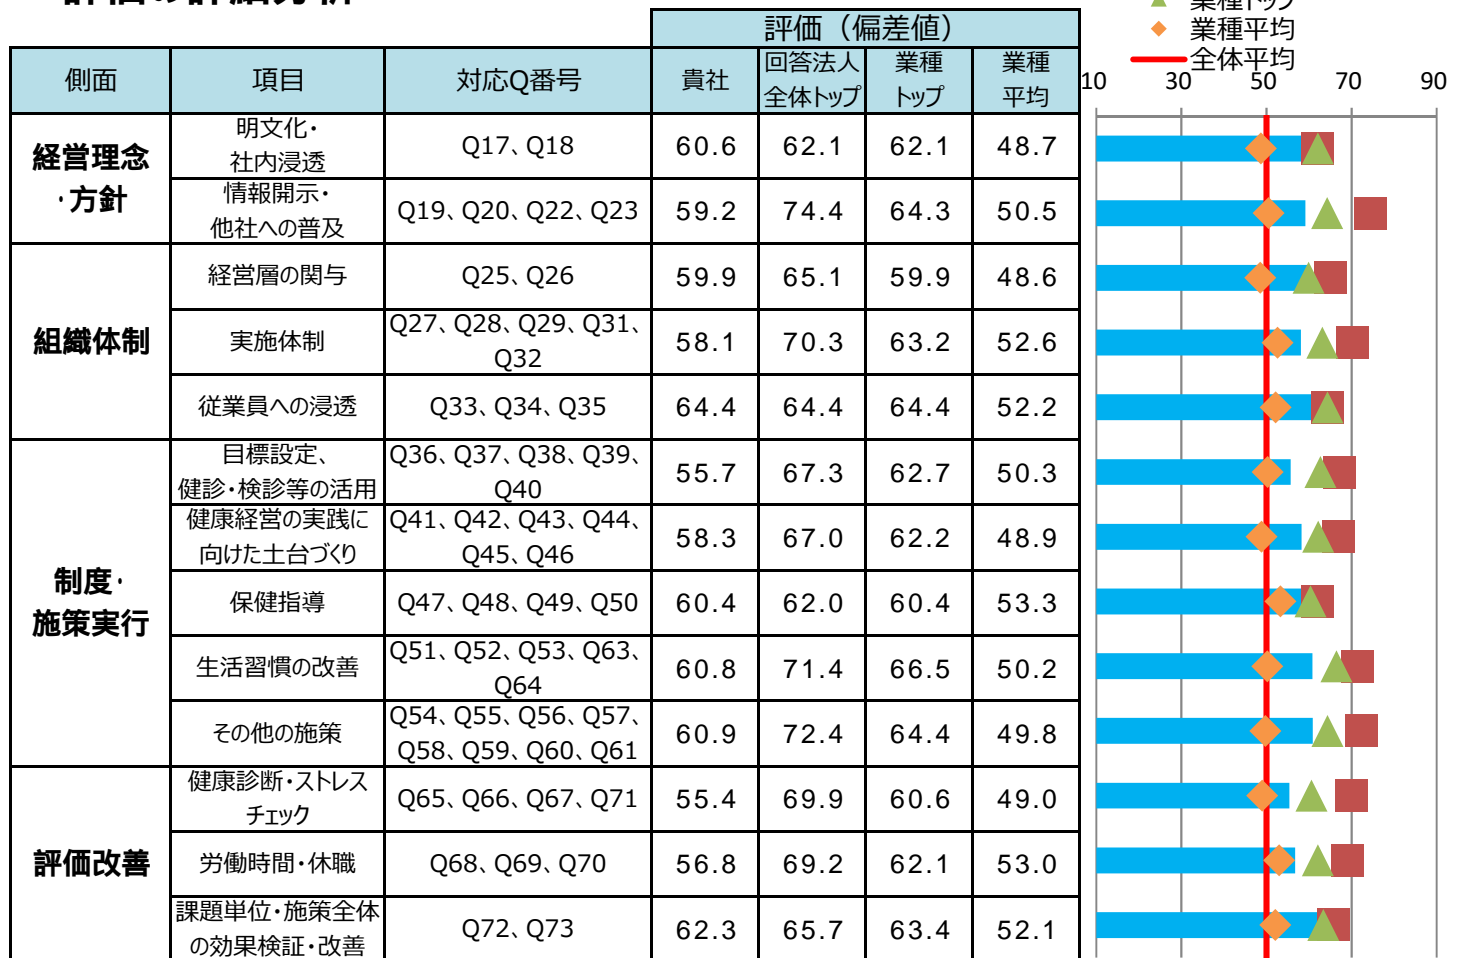 評価の詳細分析
業種トップ
業種平均
全体平均
評価（偏差値）
側面 項目 対応Q番号 貴社 回答法人 業種 業種
全体トップ トップ 平均
10 30 50 70 90
経営理念
・方針
明文化・
社内浸透
Q17、Q18 60.6 62.1 62.1 48.7
情報開示・
他社への普及
Q19、Q20、Q22、Q23 59.2 74.4 64.3 50.5
組織体制
経営層の関与 Q25、Q26 59.9 65.1 59.9 48.6
実施体制
Q27、Q28、Q29、Q31、
Q32
58.1 70.3 63.2 52.6
従業員への浸透 Q33、Q34、Q35 64.4 64.4 64.4 52.2
制度・
施策実行
目標設定、
健診・検診等の活用
Q36、Q37、Q38、Q39、
Q40
55.7 67.3 62.7 50.3
健康経営の実践に
向けた土台づくり
Q41、Q42、Q43、Q44、
Q45、Q46
58.3 67.0 62.2 48.9
保健指導 Q47、Q48、Q49、Q50 60.4 62.0 60.4 53.3
生活習慣の改善
Q51、Q52、Q53、Q63、
Q64
60.8 71.4 66.5 50.2
その他の施策
Q54、Q55、Q56、Q57、
Q58、Q59、Q60、Q61
60.9 72.4 64.4 49.8
評価改善
健康診断・ストレス
チェック
Q65、Q66、Q67、Q71 55.4 69.9 60.6 49.0
労働時間・休職 Q68、Q69、Q70 56.8 69.2 62.1 53.0
課題単位・施策全体
の効果検証・改善
Q72、Q73 62.3 65.7 63.4 52.1